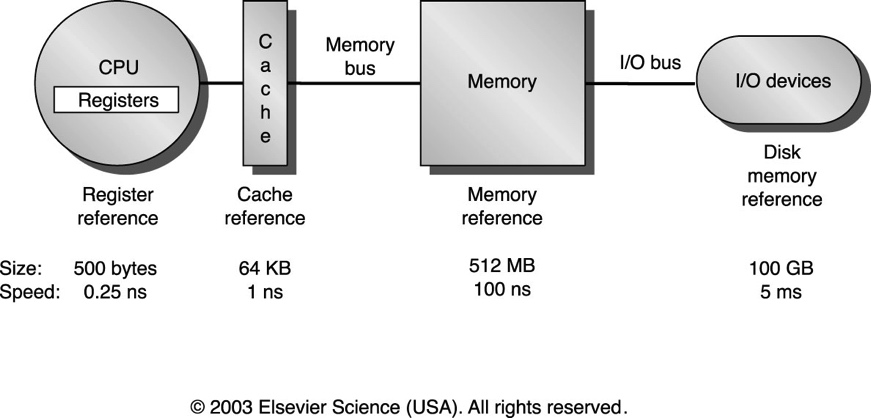 CPU
Registers
Cache
Memory
bus
Memory
I/O bus
I/O devices
Register
reference
Cache
reference
Memory
reference
Disk
memory
reference
Size: 500 bytes 64 KB 512 MB 100 GB
Speed: 0.25 ns 1 ns 100 ns 5 ms
© 2003 Elsevier Science (USA). All rights reserved.